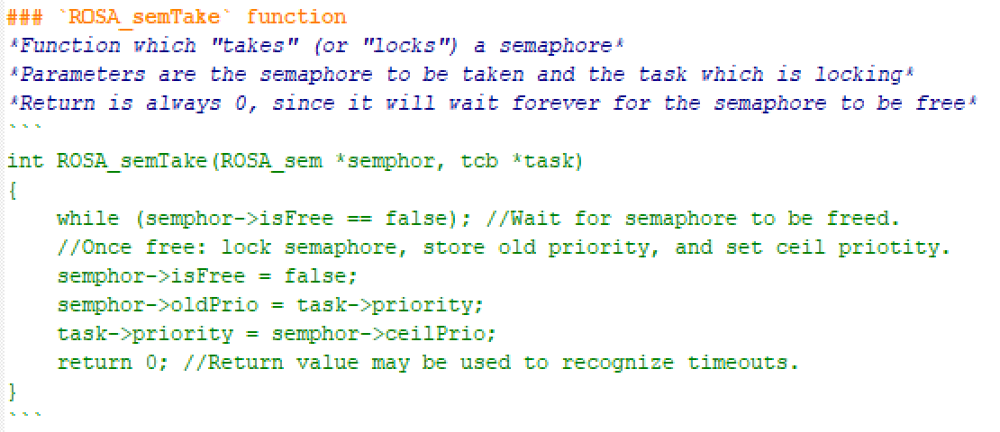 ### `ROSA_semTake` function
*Function which "takes" (or "locks") a semaphore*
*Parameters are the semaphore to be taken and the task which is locking*
*Return is always 0, since it will wait forever for the semaphore to be free*
```
int ROSA_semTake(ROSA_sem *semphor, tcb *task)
{
    while (semphor->isFree == false); //Wait for semaphore to be freed.
    //Once free: lock semaphore, store old priority, and set ceil priotity.
    semphor->isFree = false;
    semphor->oldPrio = task->priority;
    task->priority = semphor->ceilPrio;
    return 0; //Return value may be used to recognize timeouts.
}
```